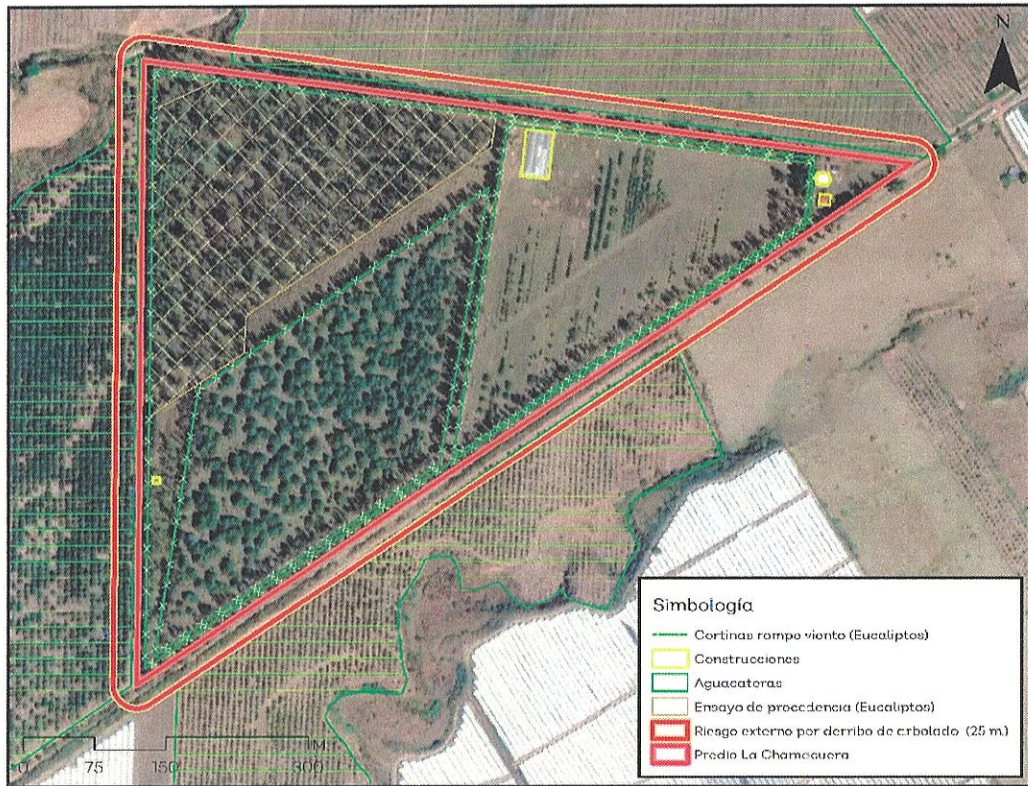 N
Simbología
Cortinas rompe viento (Eucaliptos)
Construcciones
Aguacateras
Ensayo de procedencia (Eucaliptos)
Riesgo externo por derribo de arbolado (25 m.)
Predio La Chamacuera
0 75 150 300
M